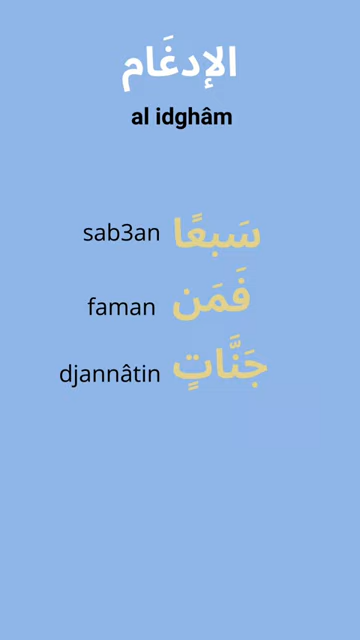 الإدغَام
al idghâm
sab3an سَبعًا
faman فَمَن
djannâtin جَنَّاتٍ